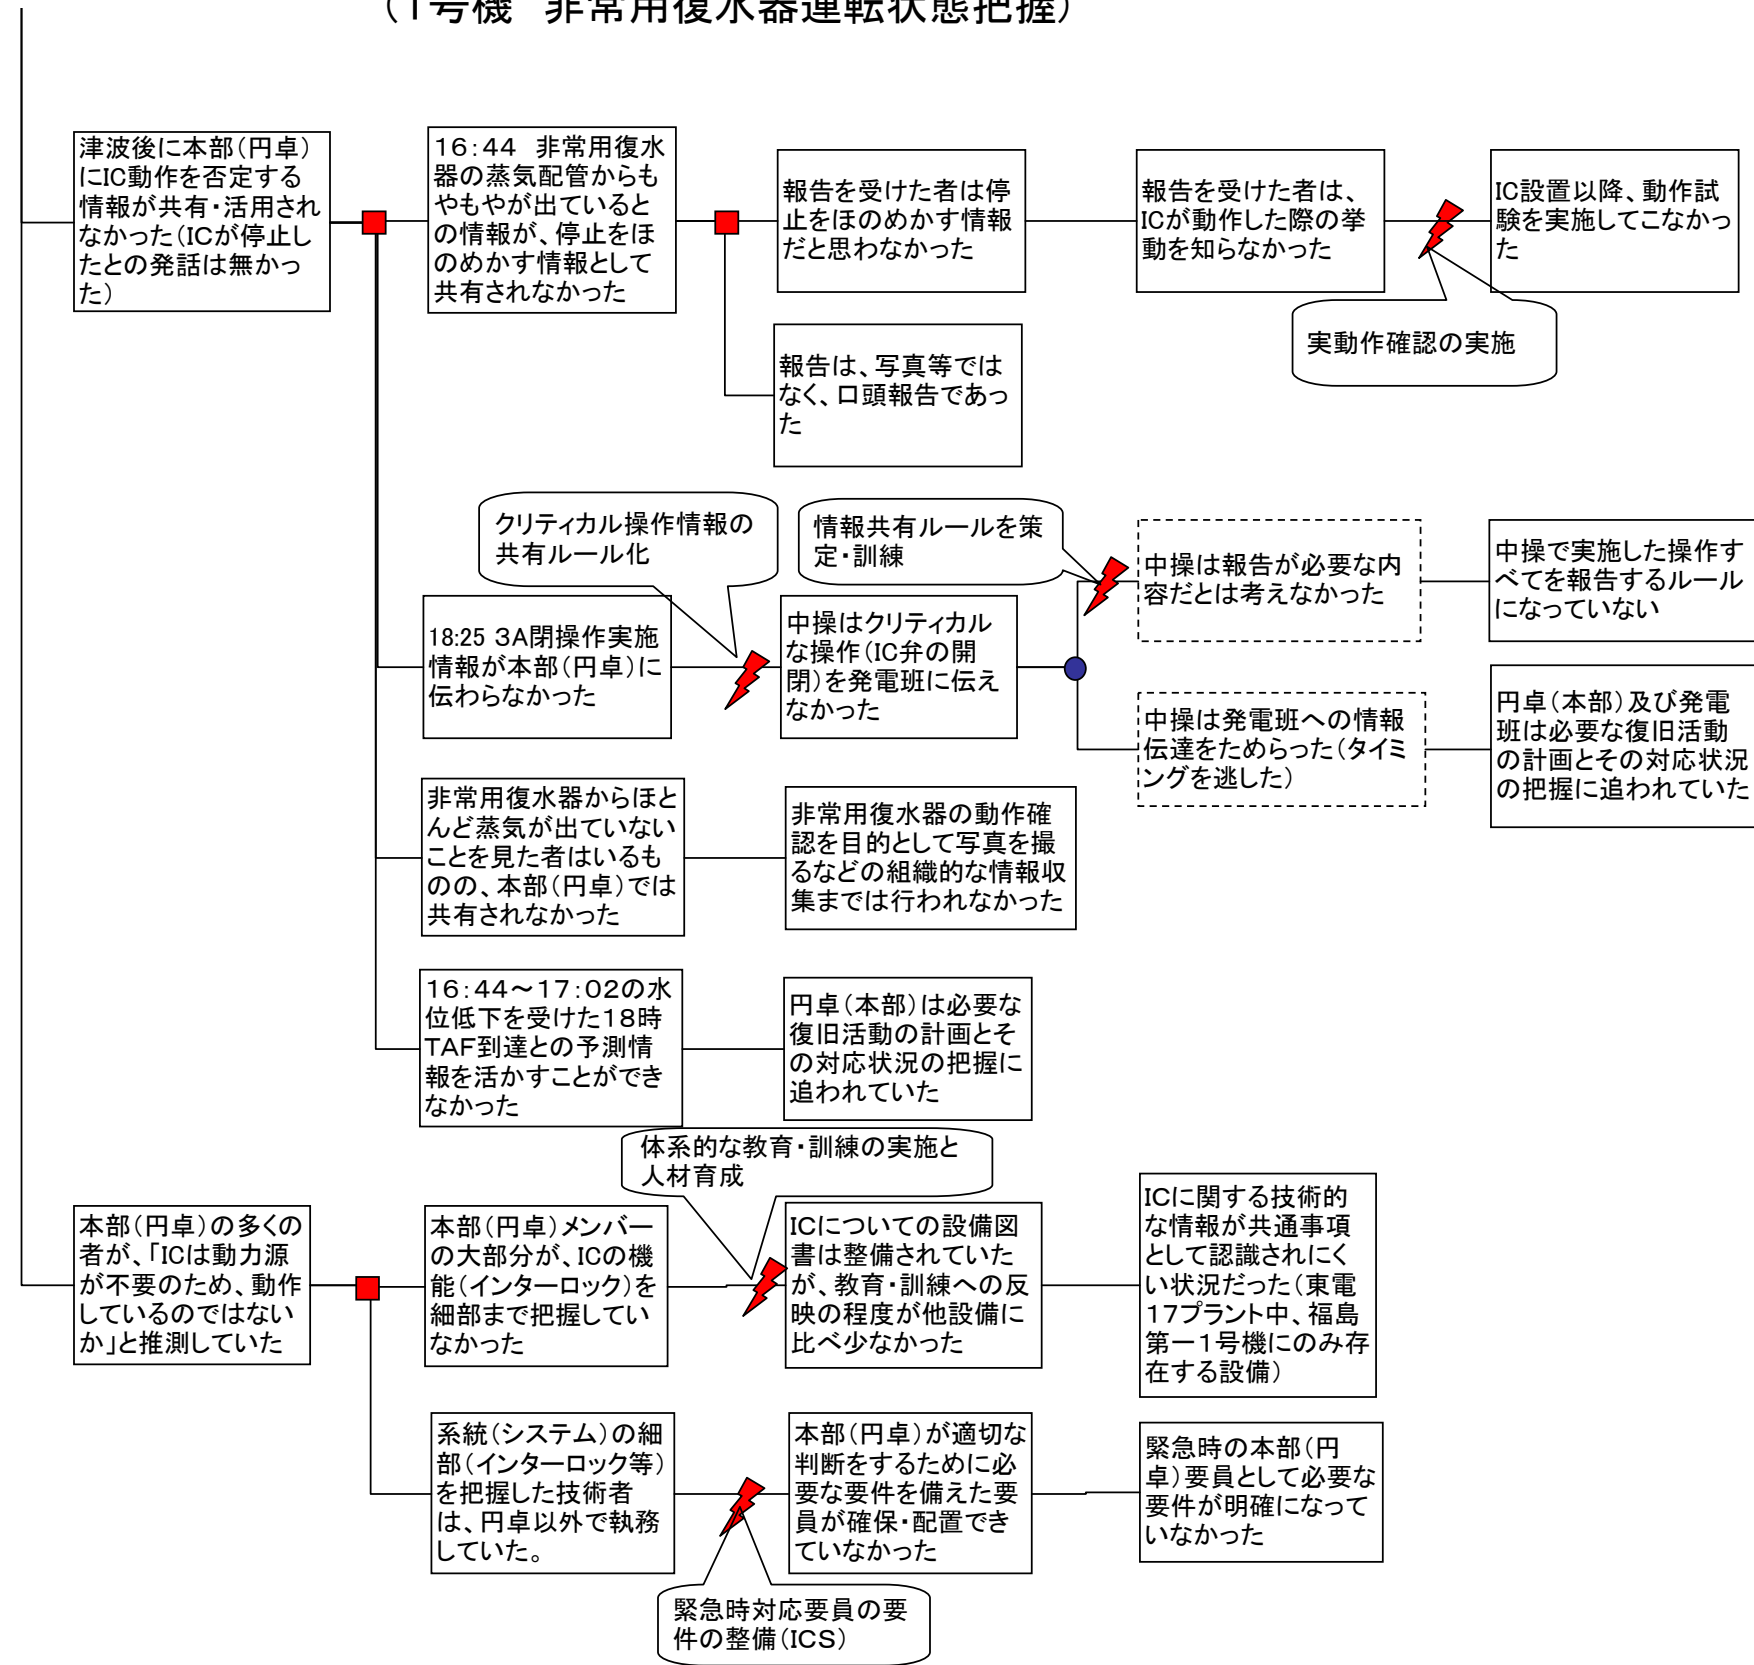 （1号機　非常用復水器運転状態把握）
津波後に本部（円卓）
にIC動作を否定する
情報が共有・活用され
なかった（ICが停止し
たとの発話は無かっ
た）
16：44　非常用復水
器の蒸気配管からも
やもやが出ていると
の情報が、停止をほ
のめかす情報として
共有されなかった
報告を受けた者は停
止をほのめかす情報
だと思わなかった
報告を受けた者は、
ICが動作した際の挙
動を知らなかった
IC設置以降、動作試
験を実施してこなかっ
た
実動作確認の実施
報告は、写真等では
なく、口頭報告であっ
た
クリティカル操作情報の
共有ルール化
情報共有ルールを策
定・訓練
18:25 3A閉操作実施
情報が本部（円卓）に
伝わらなかった
中操はクリティカル
な操作（IC弁の開
閉）を発電班に伝え
なかった
中操は報告が必要な内
容だとは考えなかった
中操で実施した操作す
べてを報告するルール
になっていない
中操は発電班への情報
伝達をためらった（タイミ
ングを逃した）
円卓（本部）及び発電
班は必要な復旧活動
の計画とその対応状況
の把握に追われていた
非常用復水器からほと
んど蒸気が出ていない
ことを見た者はいるも
のの、本部（円卓）では
共有されなかった
非常用復水器の動作確
認を目的として写真を撮
るなどの組織的な情報収
集までは行われなかった
16：44～17：02の水
位低下を受けた18時
TAF到達との予測情
報を活かすことができ
なかった
円卓（本部）は必要な
復旧活動の計画とそ
の対応状況の把握に
追われていた
体系的な教育・訓練の実施と
人材育成
本部（円卓）の多くの
者が、「ICは動力源
が不要のため、動作
しているのではない
か」と推測していた
本部（円卓）メンバー
の大部分が、ICの機
能（インターロック）を
細部まで把握してい
なかった
ICについての設備図
書は整備されていた
が、教育・訓練への反
映の程度が他設備に
比べ少なかった
ICに関する技術的
な情報が共通事項
として認識されにく
い状況だった（東電
17プラント中、福島
第一1号機にのみ存
在する設備）
系統（システム）の細
部（インターロック等）
を把握した技術者
は、円卓以外で執務
していた。
本部（円卓）が適切な
判断をするために必
要な要件を備えた要
員が確保・配置でき
ていなかった
緊急時の本部（円
卓）要員として必要な
要件が明確になって
いなかった
緊急時対応要員の要
件の整備（ICS）